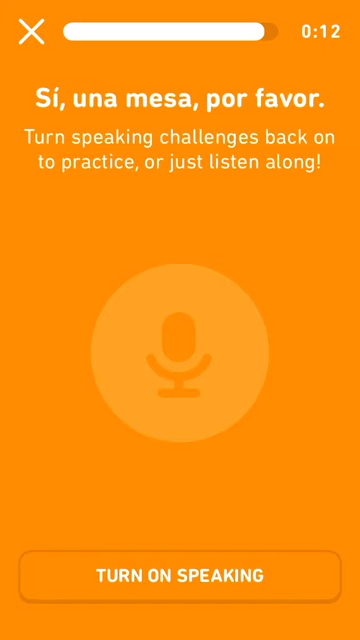 0:12
Sí, una mesa, por favor.
Turn speaking challenges back on
to practice, or just listen along!
TURN ON SPEAKING